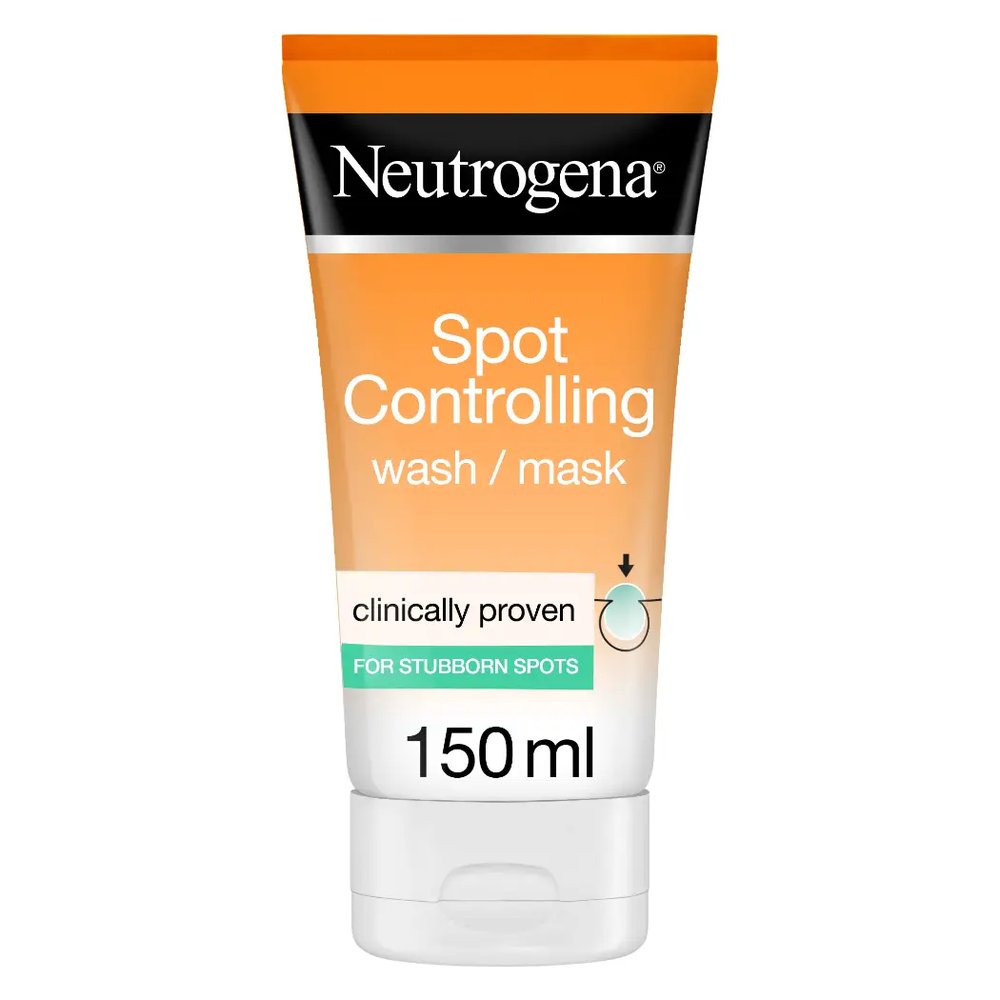 Neutrogena®
Spot
Controlling
wash / mask
clinically proven
FOR STUBBORN SPOTS
150 ml